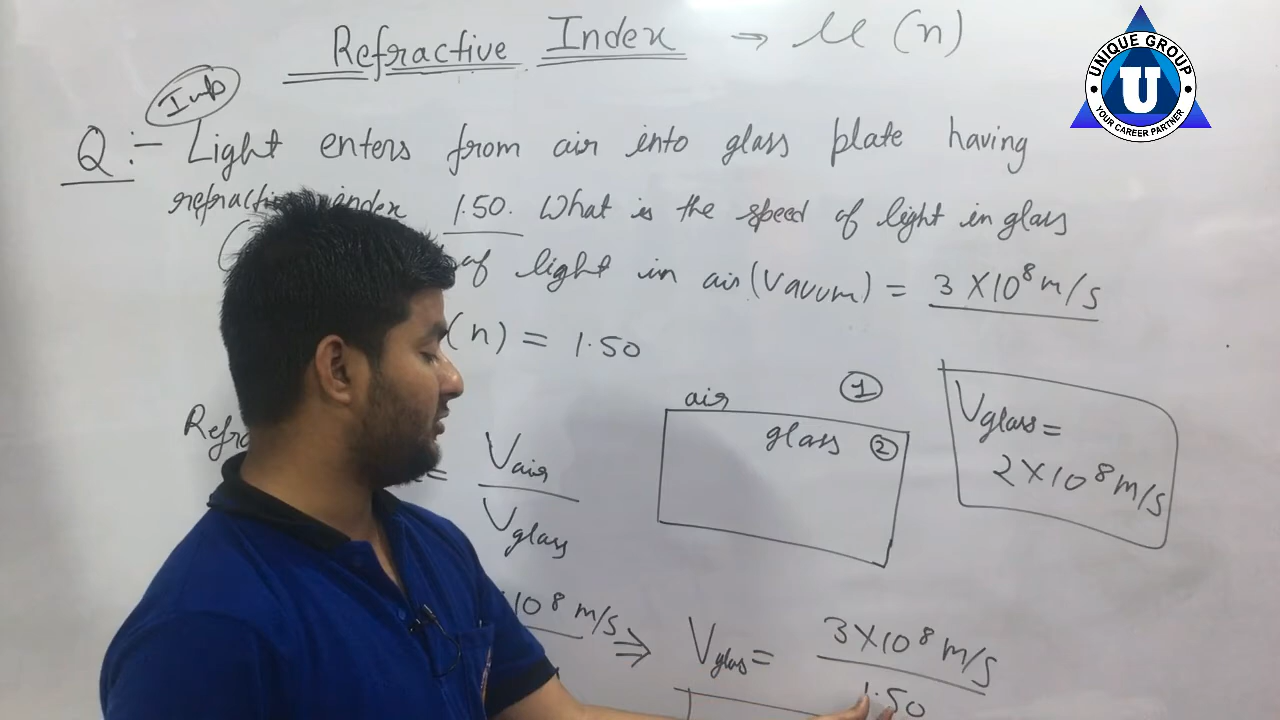 Refractive Index → μ (n)
Imp
Q:- Light enters from air into glass plate having
refractive index 1.50. What is the speed of light in glass
of light in air (Vavum) = 3 X 10⁸ m/s
(n) = 1.50
air ①
glass ②
Vglass =
2 X 10⁸ m/s
Refra
= Vair
Vglass
10⁸ m/s ⇒ Vglas = 3 X 10⁸ m/s
1.50
UNIQUE GROUP
U
YOUR CAREER PARTNER